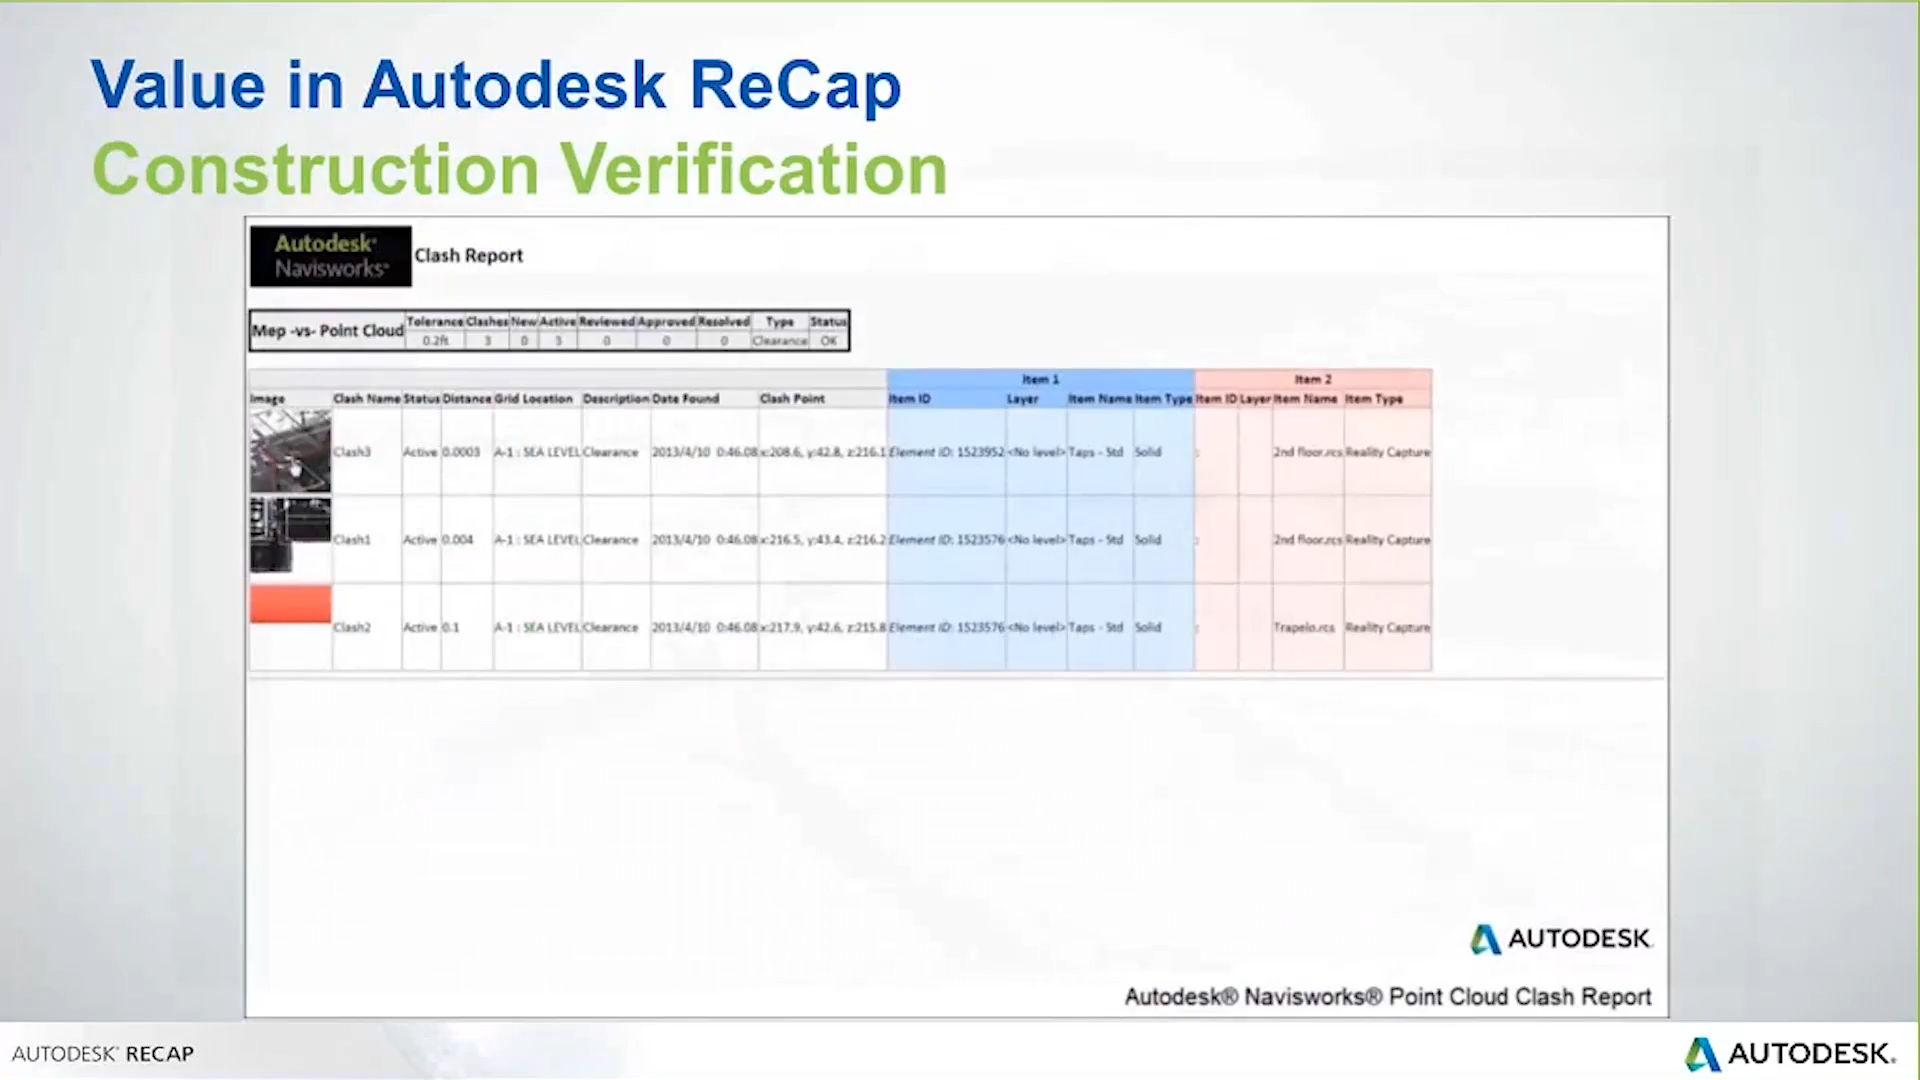 Value in Autodesk ReCap
Construction Verification
Autodesk®
Navisworks®
Clash Report
Mep -vs- Point Cloud
Tolerance Clashes New Active Reviewed Approved Resolved Type Status
0.2ft 3 0 3 0 0 0 Clearance OK
Item 1 Item 2
Image Clash Name Status Distance Grid Location Description Date Found Clash Point Item ID Layer Item Name Item Type Item ID Layer Item Name Item Type
Clash3 Active 0.0003 A-1 : SEA LEVEL Clearance 2013/4/10 0:46.08 x:208.6, y:42.8, z:216.1 Element ID: 1523952 <No level> Taps - Std Solid : 2nd floor.rcs Reality Capture
Clash1 Active 0.004 A-1 : SEA LEVEL Clearance 2013/4/10 0:46.08 x:216.5, y:43.4, z:216.2 Element ID: 1523576 <No level> Taps - Std Solid : 2nd floor.rcs Reality Capture
Clash2 Active 0.1 A-1 : SEA LEVEL Clearance 2013/4/10 0:46.08 x:217.9, y:42.6, z:215.8 Element ID: 1523576 <No level> Taps - Std Solid : Trapelo.rcs Reality Capture
AUTODESK.
Autodesk® Navisworks® Point Cloud Clash Report
AUTODESK® RECAP
AUTODESK.